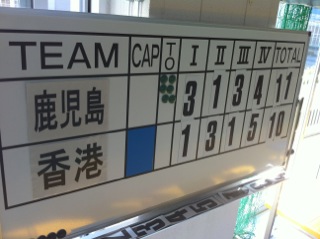 TEAM CAP TO I II III IV TOTAL
鹿児島 3 1 3 4 11
香港 1 3 1 5 10